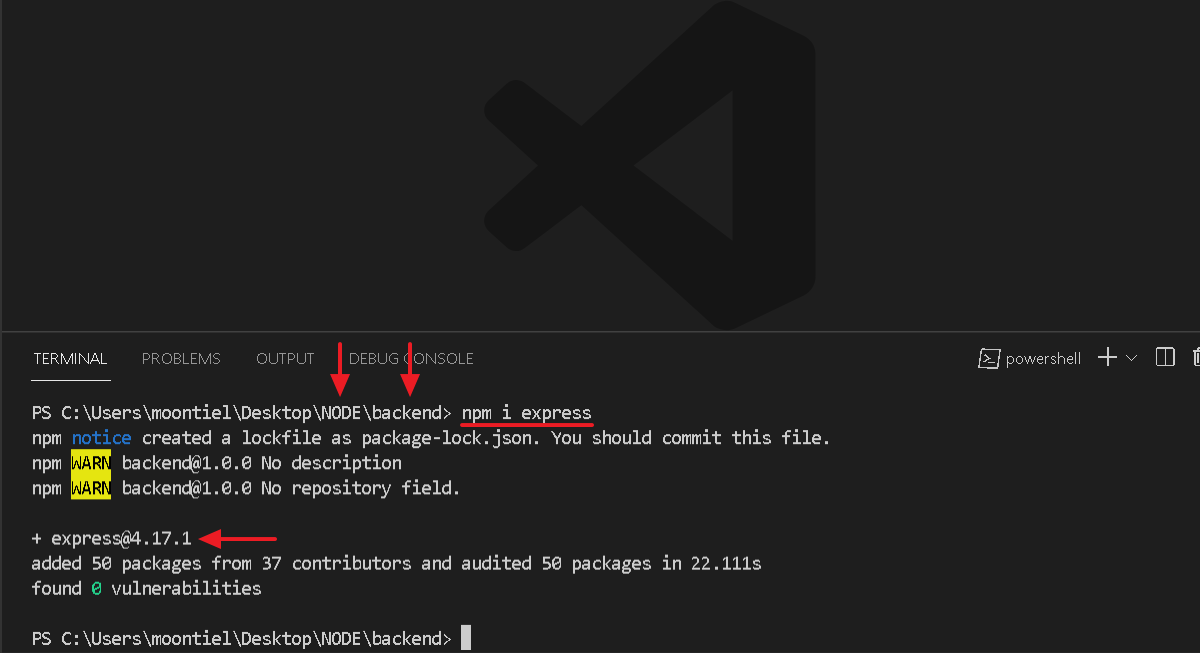 TERMINAL PROBLEMS OUTPUT DEBUG CONSOLE powershell
PS C:\Users\moontiel\Desktop\NODE\backend> npm i express
npm notice created a lockfile as package-lock.json. You should commit this file.
npm WARN backend@1.0.0 No description
npm WARN backend@1.0.0 No repository field.
+ express@4.17.1
added 50 packages from 37 contributors and audited 50 packages in 22.111s
found 0 vulnerabilities
PS C:\Users\moontiel\Desktop\NODE\backend>